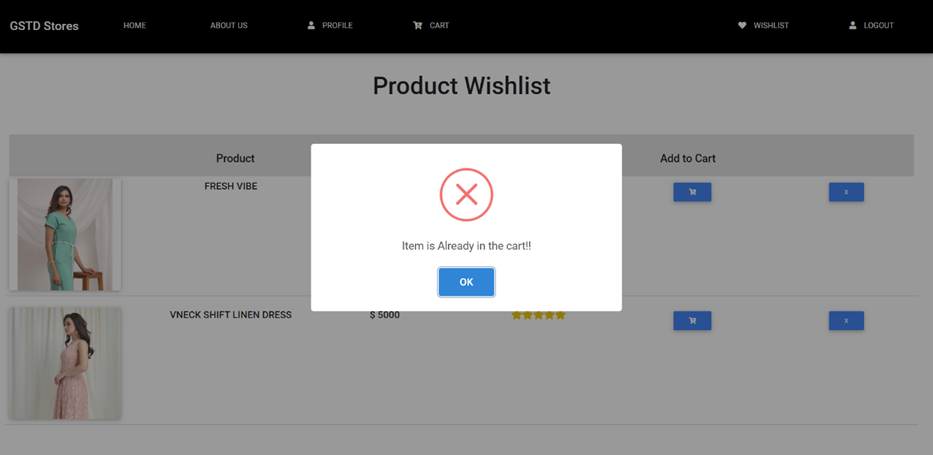 GSTD Stores HOME ABOUT US PROFILE CART WISHLIST LOGOUT
Product Wishlist
Product Add to Cart
FRESH VIBE X
Item is Already in the cart!!
OK
VNECK SHIFT LINEN DRESS $ 5000 X